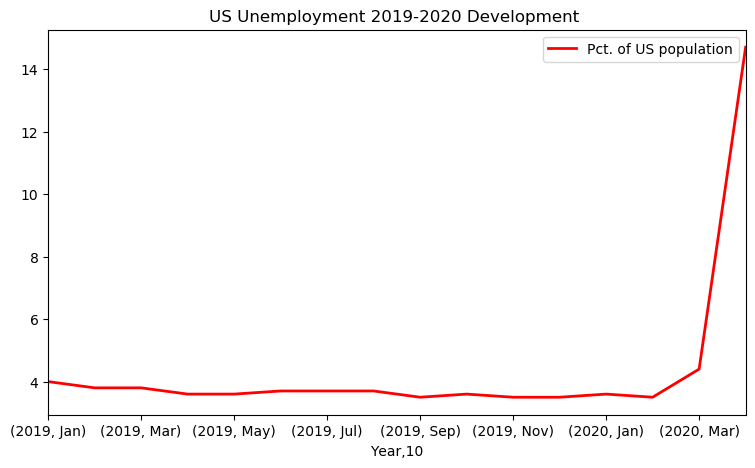 US Unemployment 2019-2020 Development
Pct. of US population
14
12
10
8
6
4
(2019, Jan) (2019, Mar) (2019, May) (2019, Jul) (2019, Sep) (2019, Nov) (2020, Jan) (2020, Mar)
Year,10